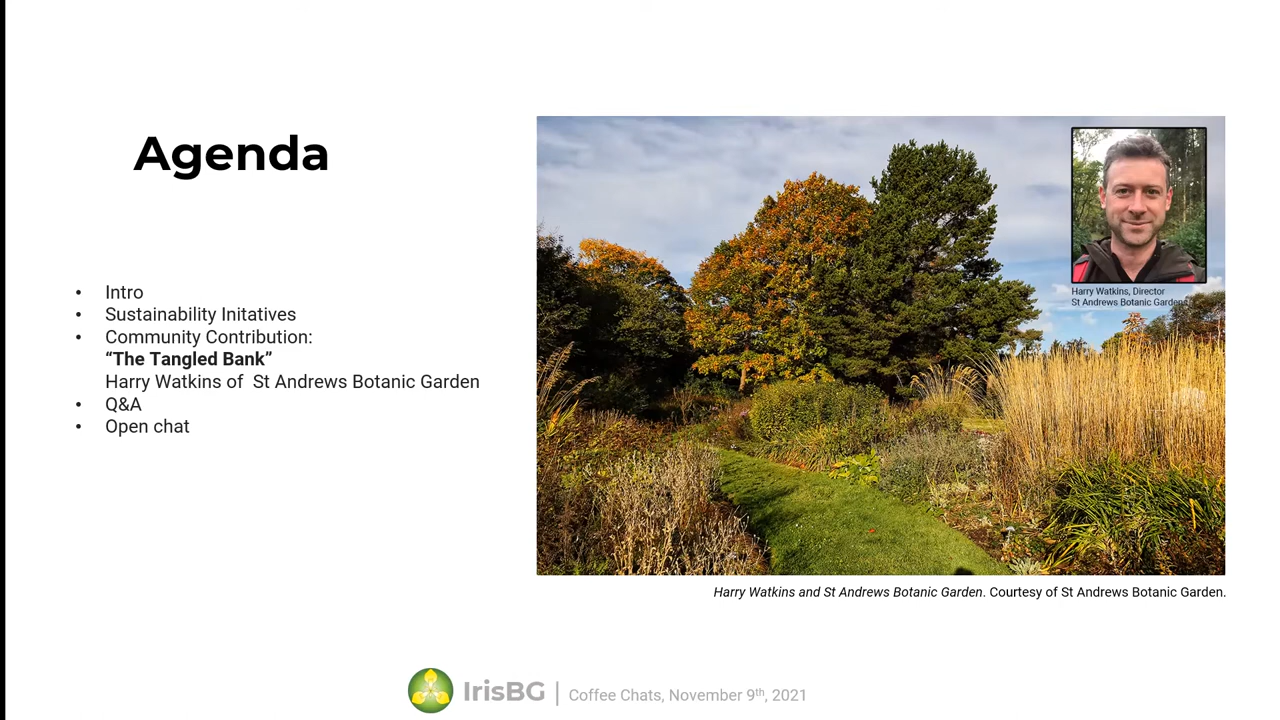 Agenda
• Intro
• Sustainability Initatives
• Community Contribution:
“The Tangled Bank”
Harry Watkins of St Andrews Botanic Garden
• Q&A
• Open chat
Harry Watkins, Director
St Andrews Botanic Gardens
Harry Watkins and St Andrews Botanic Garden. Courtesy of St Andrews Botanic Garden.
IrisBG | Coffee Chats, November 9th, 2021